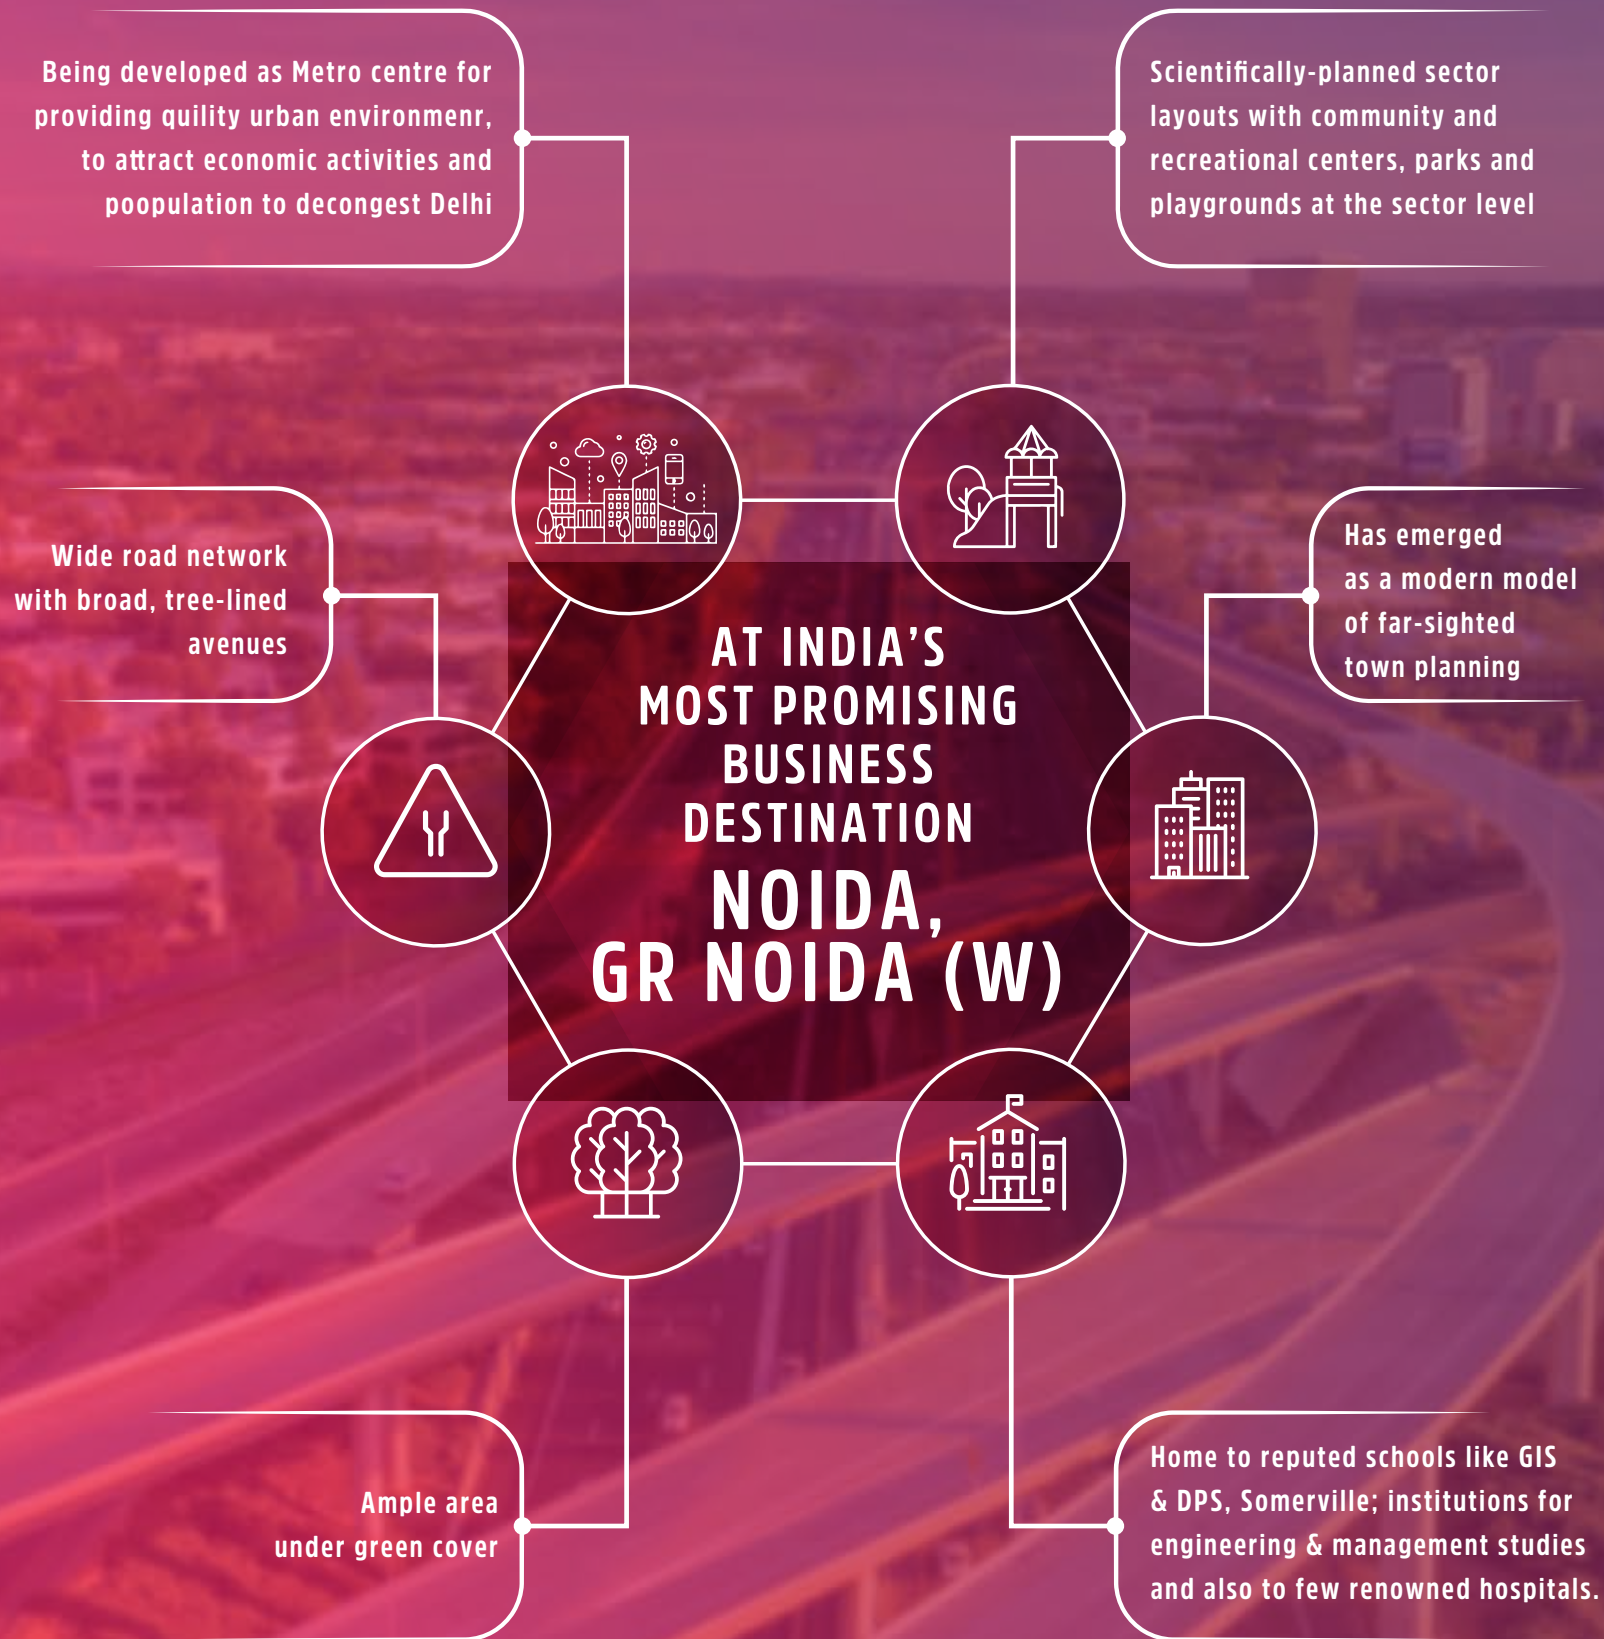 Being developed as Metro centre for
providing quility urban environmenr,
to attract economic activities and
poopulation to decongest Delhi
Scientifically-planned sector
layouts with community and
recreational centers, parks and
playgrounds at the sector level
Wide road network
with broad, tree-lined
avenues
Has emerged
as a modern model
of far-sighted
town planning
AT INDIA'S
MOST PROMISING
BUSINESS
DESTINATION
NOIDA,
GR NOIDA (W)
Ample area
under green cover
Home to reputed schools like GIS
& DPS, Somerville; institutions for
engineering & management studies
and also to few renowned hospitals.